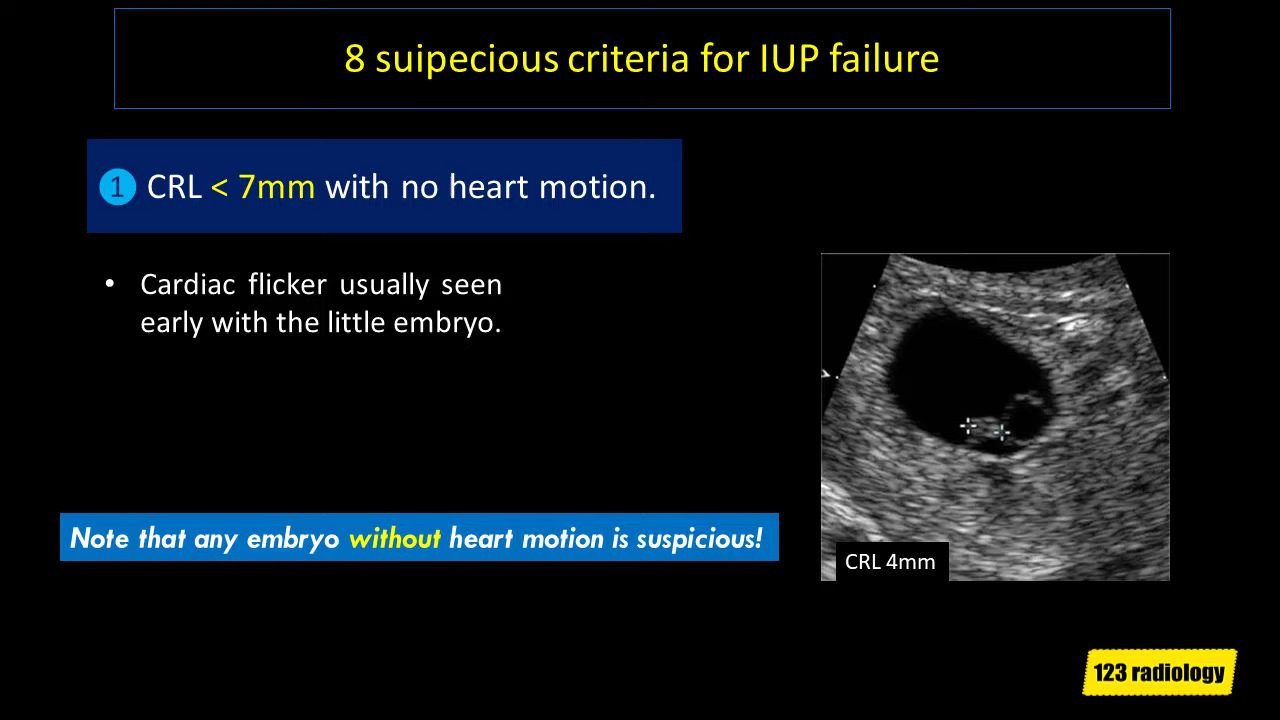 8 suipecious criteria for IUP failure
1 CRL < 7mm with no heart motion.
• Cardiac flicker usually seen
early with the little embryo.
Note that any embryo without heart motion is suspicious!
CRL 4mm
123 radiology